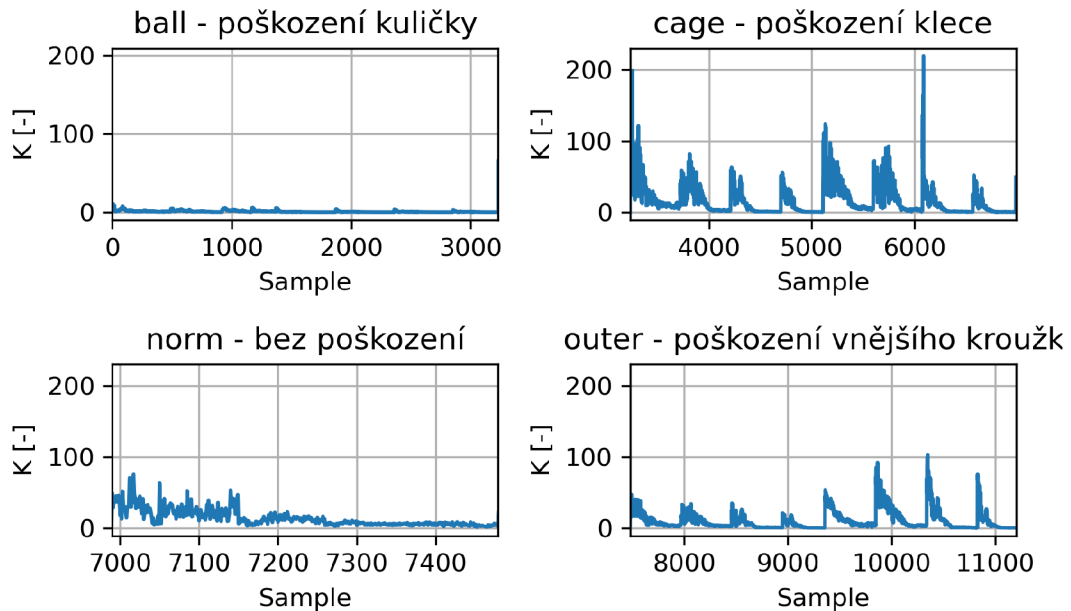 ball - poškození kuličky
200
100
0
K [-]
0 1000 2000 3000
Sample
cage - poškození klece
200
100
0
K [-]
4000 5000 6000
Sample
norm - bez poškození
200
100
0
K [-]
7000 7100 7200 7300 7400
Sample
outer - poškození vnějšího kroužk
200
100
0
K [-]
8000 9000 10000 11000
Sample